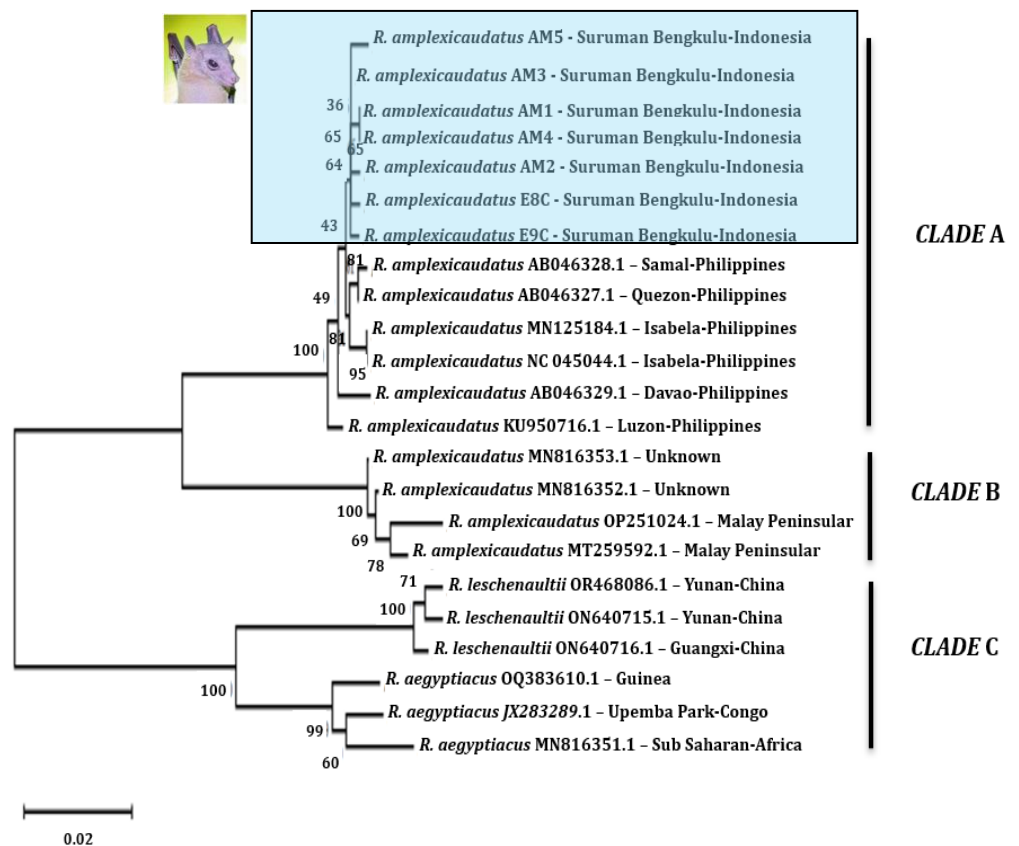 R. amplexicaudatus AM5 - Suruman Bengkulu-Indonesia
R. amplexicaudatus AM3 - Suruman Bengkulu-Indonesia
36
R. amplexicaudatus AM1 - Suruman Bengkulu-Indonesia
65
R. amplexicaudatus AM4 - Suruman Bengkulu-Indonesia
65
64
R. amplexicaudatus AM2 - Suruman Bengkulu-Indonesia
R. amplexicaudatus E8C - Suruman Bengkulu-Indonesia
43
R. amplexicaudatus E9C - Suruman Bengkulu-Indonesia
CLADE A
81
R. amplexicaudatus AB046328.1 – Samal-Philippines
49
R. amplexicaudatus AB046327.1 – Quezon-Philippines
R. amplexicaudatus MN125184.1 – Isabela-Philippines
81
100
R. amplexicaudatus NC 045044.1 – Isabela-Philippines
95
R. amplexicaudatus AB046329.1 – Davao-Philippines
R. amplexicaudatus KU950716.1 – Luzon-Philippines
R. amplexicaudatus MN816353.1 – Unknown
R. amplexicaudatus MN816352.1 – Unknown
CLADE B
100
R. amplexicaudatus OP251024.1 – Malay Peninsular
69
R. amplexicaudatus MT259592.1 – Malay Peninsular
78
71
R. leschenaultii OR468086.1 – Yunan-China
100
R. leschenaultii ON640715.1 – Yunan-China
R. leschenaultii ON640716.1 – Guangxi-China
CLADE C
R. aegyptiacus OQ383610.1 – Guinea
100
R. aegyptiacus JX283289.1 – Upemba Park-Congo
99
R. aegyptiacus MN816351.1 – Sub Saharan-Africa
60
0.02